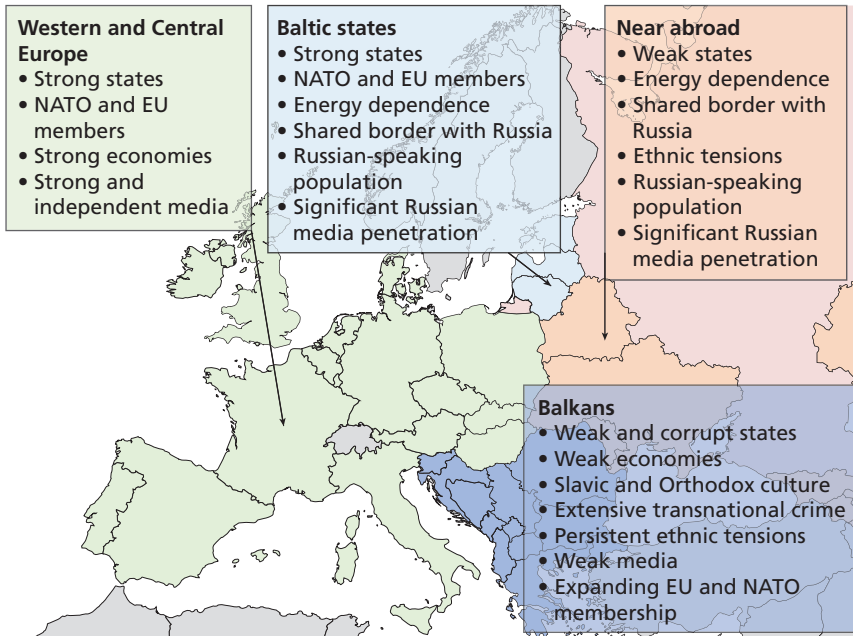 Western and Central
Europe
• Strong states
• NATO and EU
members
• Strong economies
• Strong and
independent media
Baltic states
• Strong states
• NATO and EU members
• Energy dependence
• Shared border with Russia
• Russian-speaking
population
• Significant Russian
media penetration
Near abroad
• Weak states
• Energy dependence
• Shared border with
Russia
• Ethnic tensions
• Russian-speaking
population
• Significant Russian
media penetration
Balkans
• Weak and corrupt states
• Weak economies
• Slavic and Orthodox culture
• Extensive transnational crime
• Persistent ethnic tensions
• Weak media
• Expanding EU and NATO
membership